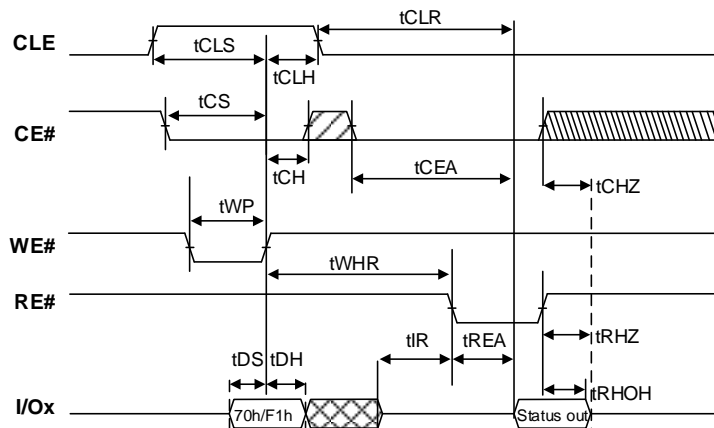 CLE
tCLS
tCLR
tCLH
CE#
tCS
tCH
tCEA
tCHZ
WE#
tWP
tWHR
RE#
tIR
tREA
tRHZ
tDS
tDH
tRHOH
I/Ox
70h/F1h
Status out